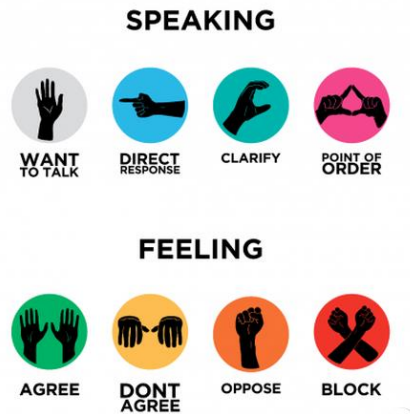 SPEAKING
WANT
TO TALK
DIRECT
RESPONSE
CLARIFY
POINT OF
ORDER
FEELING
AGREE
DONT
AGREE
OPPOSE
BLOCK